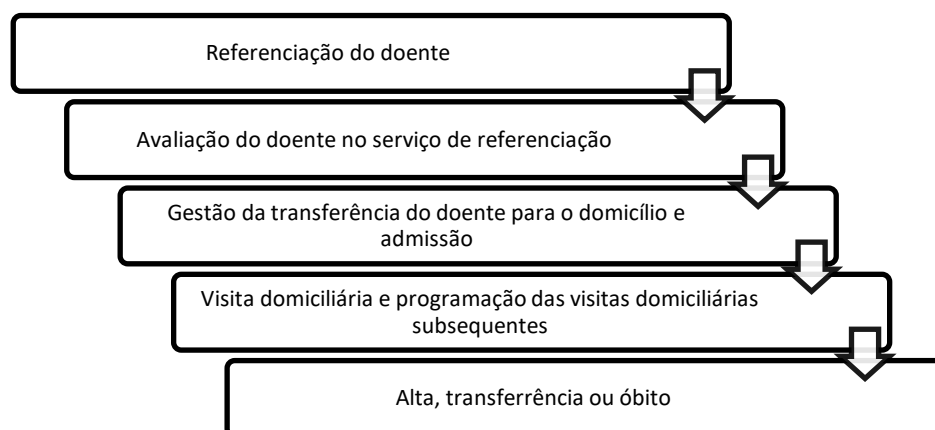 Referenciação do doente
Avaliação do doente no serviço de referenciação
Gestão da transferência do doente para o domicílio e
admissão
Visita domiciliária e programação das visitas domiciliárias
subsequentes
Alta, transferrência ou óbito